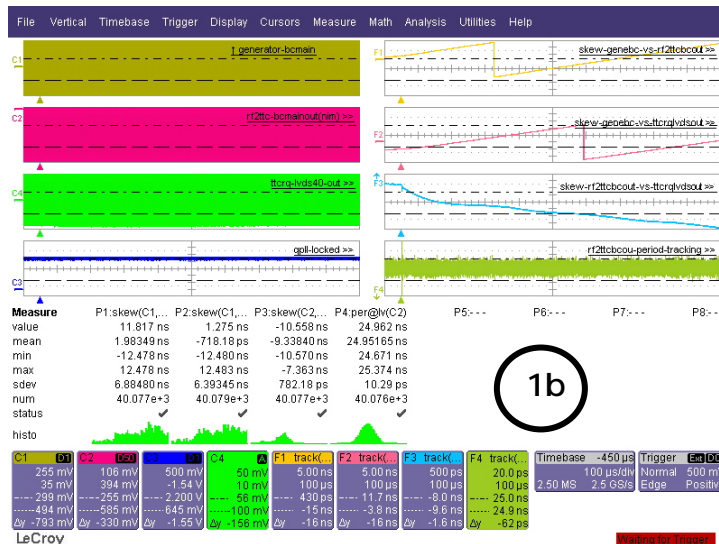 File Vertical Timebase Trigger Display Cursors Measure Math Analysis Utilities Help
C1
↑ generator-bcmain
C2
rf2ttc-bcmainout(nim) >>
C4
ttcrq-lvds40-out >>
C3
qpll-locked >>
F1
skew-genebc-vs-rf2ttcbcout >>
F2
skew-genebc-vs-ttcrqlvdsout >>
F3
skew-rf2ttcbcout-vs-ttcrqlvdsout >>
F4
rf2ttcbcou-period-tracking >>
Measure P1:skew(C1,... P2:skew(C1,... P3:skew(C2,... P4:per@lv(C2) P5:- - - P6:- - - P7:- - - P8:- -
value 11.817 ns 1.275 ns -10.558 ns 24.962 ns
mean 1.98349 ns -718.18 ps -9.33840 ns 24.95165 ns
min -12.478 ns -12.480 ns -10.570 ns 24.671 ns
max 12.478 ns 12.483 ns -7.363 ns 25.374 ns
sdev 6.88480 ns 6.39345 ns 782.18 ps 10.29 ps
num 40.077e+3 40.079e+3 40.077e+3 40.076e+3
status ✓ ✓ ✓ ✓
histo
1b
C1 D1 C2 D50 C3 D1 C4 A F1 track(... F2 track(... F3 track(... F4 track(... Timebase -450 µs Trigger Ext DC
255 mV 106 mV 500 mV 50 mV 5.00 ns 5.00 ns 500 ps 20.0 ps 100 µs/div Normal 500 m
35 mV 394 mV -1.54 V 10 mV 100 µs 100 µs 100 µs 100 µs 2.50 MS 2.5 GS/s Edge Positiv
299 mV -255 mV 2.200 V 56 mV 430 ps 11.7 ns -8.0 ns 25.0 ns
-494 mV -585 mV 645 mV -100 mV -15 ns -3.8 ns -9.6 ns 24.9 ns
Δy -793 mV Δy -330 mV Δy -1.55 V Δy -156 mV Δy -16 ns Δy -16 ns Δy -1.6 ns Δy -62 ps
LeCroy
Waiting for Trigger